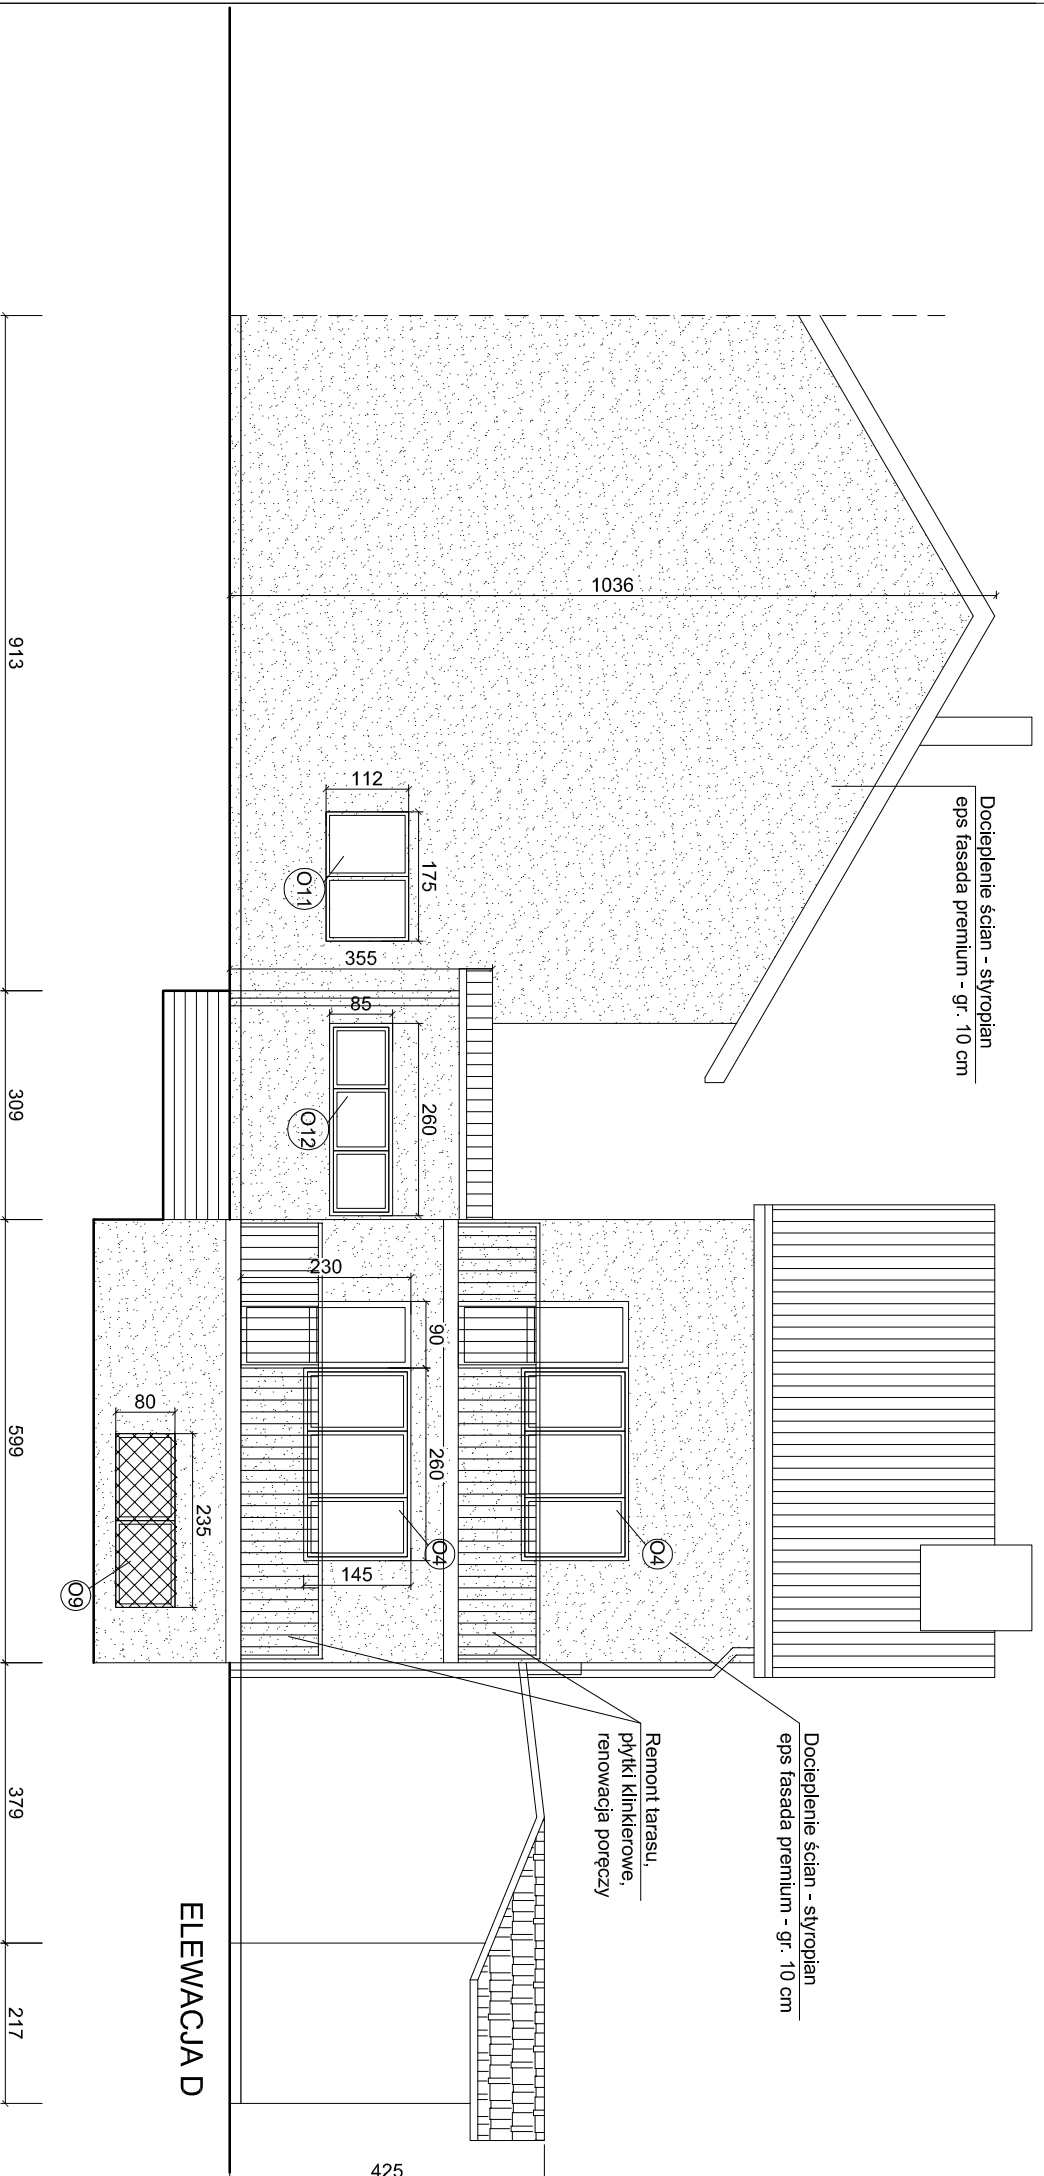 Docieplenie ścian - styropian
eps fasada premium - gr. 10 cm
1036
112
175
O11
355
85
260
O12
230
90
260
O4
O4
145
80
235
O9
Docieplenie ścian - styropian
eps fasada premium - gr. 10 cm
Remont tarasu,
płytki klinkierowe,
renowacja poręczy
425
ELEWACJA D
913
309
599
379
217